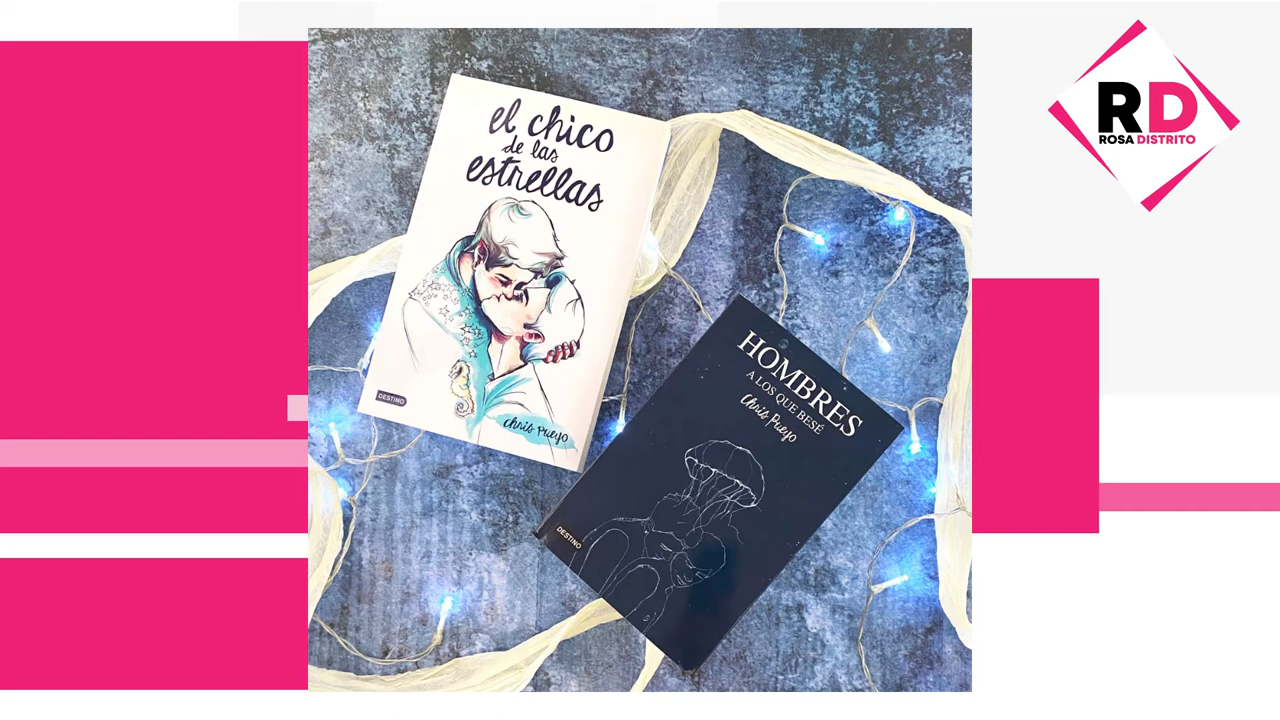 el chico
de las
estrellas
DESTINO
chris pueyo
HOMBRES
A LOS QUE BESÉ
Chris Pueyo
DESTINO
RD
ROSA DISTRITO